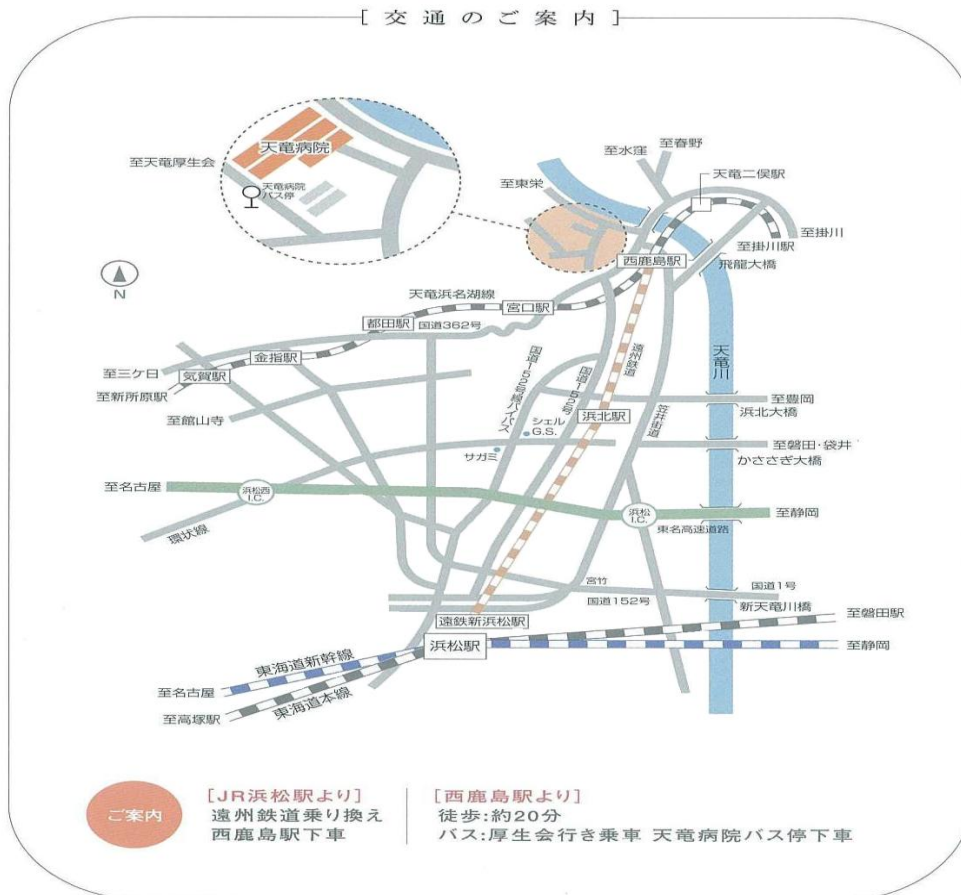 [交通のご案内]
至春野
至水窪
天竜二俣駅
天竜病院
至天竜厚生会
至東栄
天竜病院
バス停
至掛川
至掛川駅
西鹿島駅
飛龍大橋
N
天竜浜名湖線
宮口駅
都田駅
国道362号
金指駅
天竜川
遠州鉄道
国道152号線バイパス
国道152号
至三ケ日
気賀駅
至新所原駅
至豊岡
浜北大橋
浜北駅
笠井街道
至館山寺
シェル
G.S.
至磐田・袋井
サガミ
かささぎ大橋
至名古屋
浜松西
I.C.
浜松
I.C.
至静岡
東名高速道路
環状線
宮竹
国道1号
国道152号
新天竜川橋
遠鉄新浜松駅
至磐田駅
浜松駅
至静岡
東海道新幹線
至名古屋
東海道本線
至高塚駅
ご案内
[JR浜松駅より]
遠州鉄道乗り換え
西鹿島駅下車
[西鹿島駅より]
徒歩:約20分
バス:厚生会行き乗車 天竜病院バス停下車